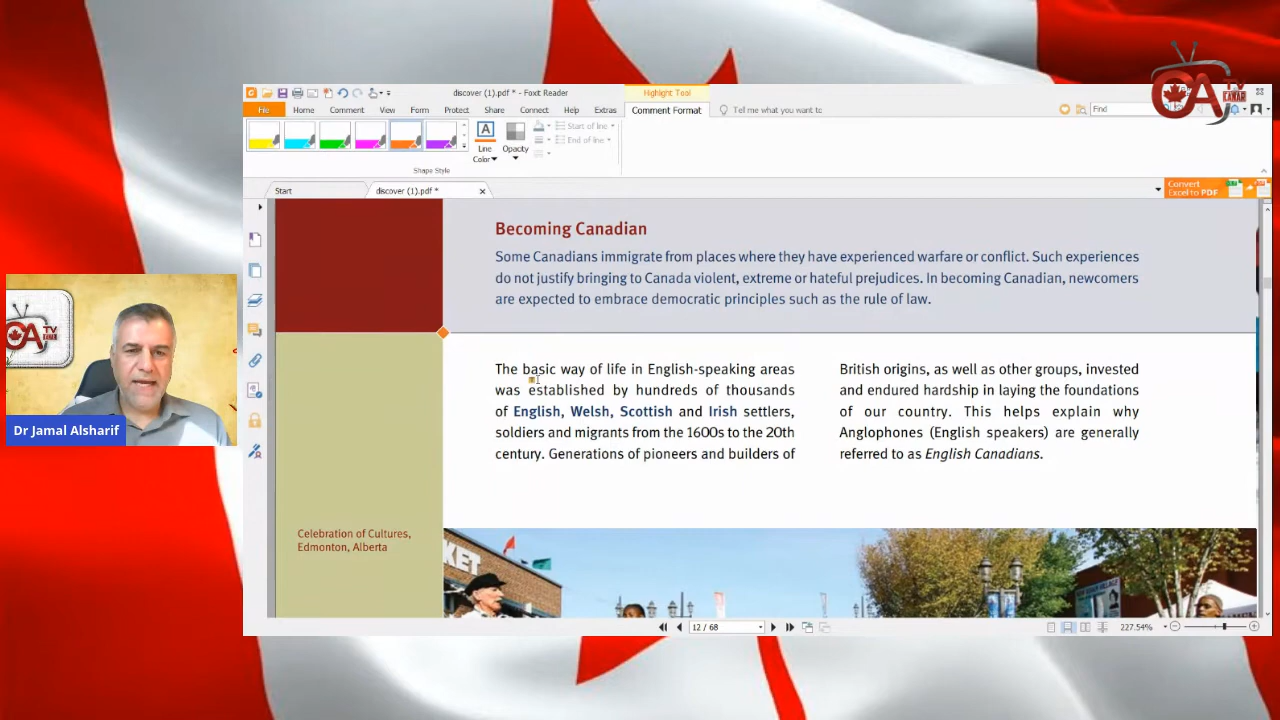 discover (1).pdf * - Foxit Reader
Highlight Tool
File
Home
Comment
View
Form
Protect
Share
Connect
Help
Extras
Comment Format
Tell me what you want to
Find
Line
Color
Opacity
Start of line
End of line
Shape Style
Start
discover (1).pdf *
Convert
Excel to PDF
TV
Becoming Canadian
Some Canadians immigrate from places where they have experienced warfare or conflict. Such experiences
do not justify bringing to Canada violent, extreme or hateful prejudices. In becoming Canadian, newcomers
are expected to embrace democratic principles such as the rule of law.
The basic way of life in English-speaking areas
was established by hundreds of thousands
of English, Welsh, Scottish and Irish settlers,
soldiers and migrants from the 1600s to the 20th
century. Generations of pioneers and builders of
British origins, as well as other groups, invested
and endured hardship in laying the foundations
of our country. This helps explain why
Anglophones (English speakers) are generally
referred to as English Canadians.
Celebration of Cultures,
Edmonton, Alberta
KET
12 / 68
227.54%
TV
Dr Jamal Alsharif